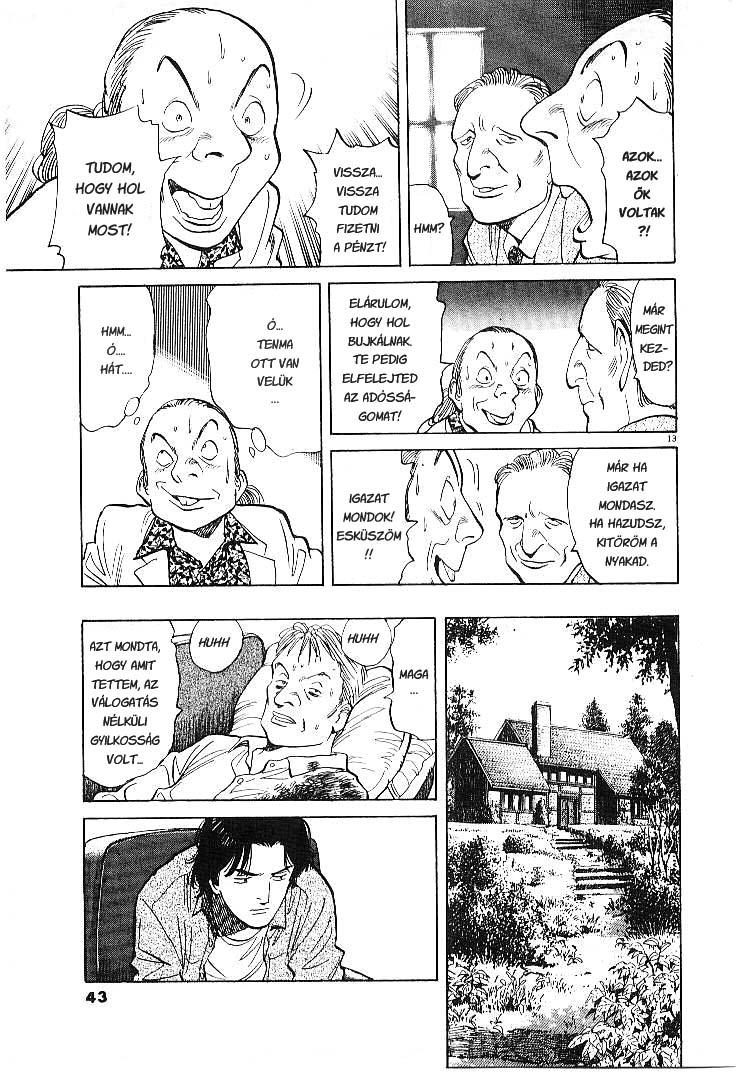 AZOK...
AZOK
ŐK
VOLTAK
?!
HMM?
VISSZA...
VISSZA
TUDOM
FIZETNI
A PÉNZT!
TUDOM,
HOGY HOL
VANNAK
MOST!
MÁR
MEGINT
KEZ-
DED?
ELÁRULOM,
HOGY HOL
BUJKÁLNAK.
TE PEDIG
ELFELEJTED
AZ ADÓSSÁ-
GOMAT!
13
MÁR HA
IGAZAT
MONDASZ.
HA HAZUDSZ,
KITÖRÖM A
NYAKAD.
IGAZAT
MONDOK!
ESKÜSZÖM
!!
Ó...
TENMA
OTT VAN
VELÜK
...
HMM...
Ó....
HÁT....
MAGA
...
HUHH
HUHH
AZT MONDTA,
HOGY AMIT
TETTEM, AZ
VÁLOGATÁS
NÉLKÜLI
GYILKOSSÁG
VOLT...
43